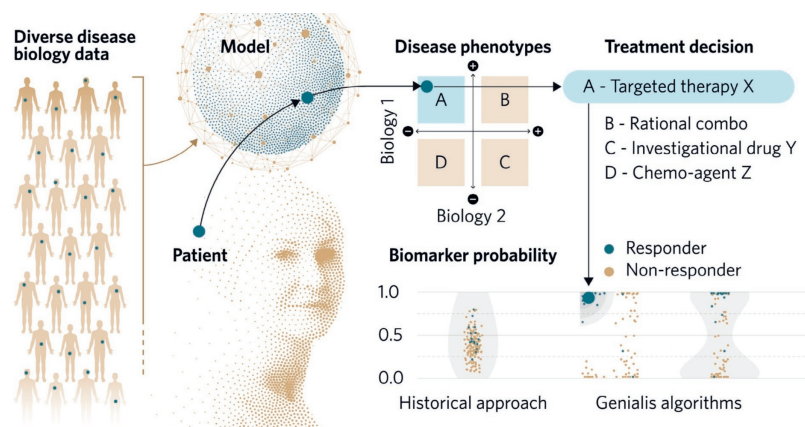 Diverse disease
biology data
Model
Patient
Disease phenotypes
A
B
D
C
Biology 1
Biology 2
Treatment decision
A - Targeted therapy X
B - Rational combo
C - Investigational drug Y
D - Chemo-agent Z
Biomarker probability
Responder
Non-responder
1.0
0.5
0.0
Historical approach
Genialis algorithms